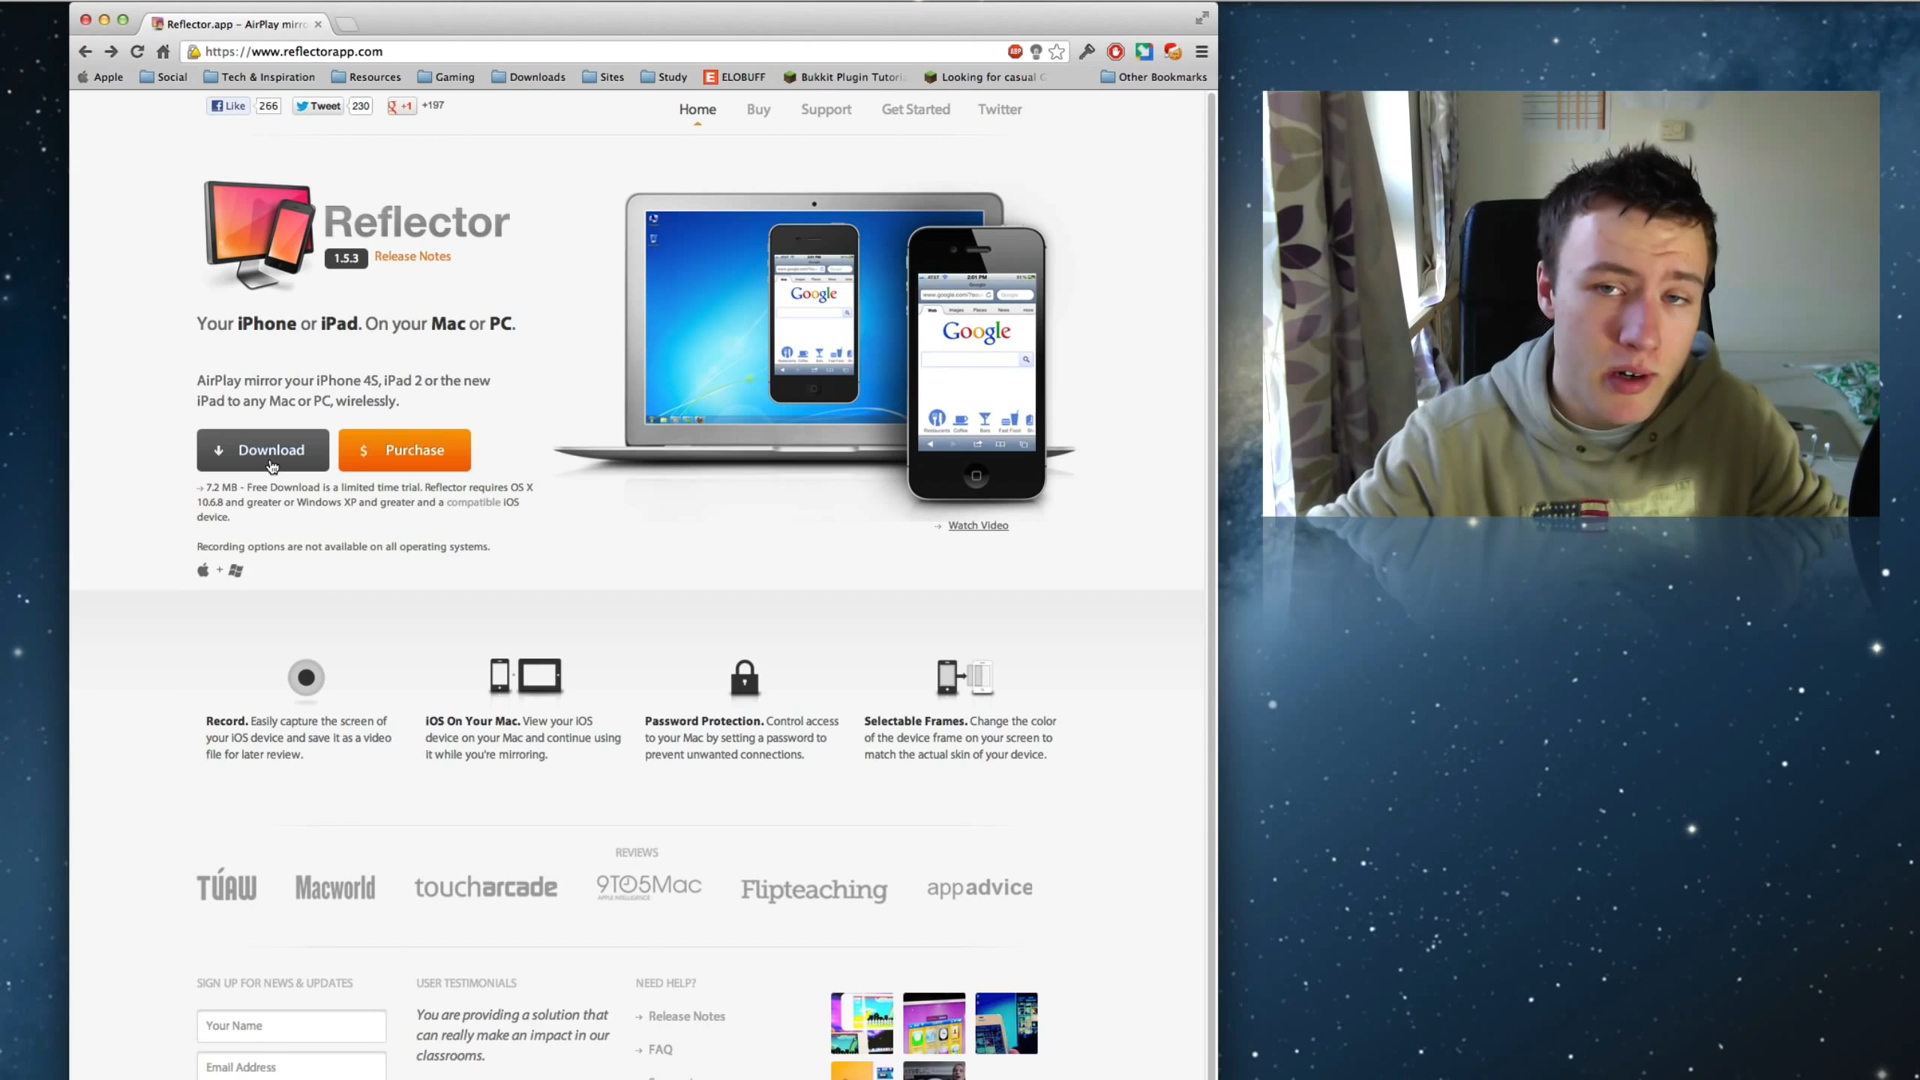 Reflector.app - AirPlay mirro
https://www.reflectorapp.com
ABP
Apple Social Tech & Inspiration Resources Gaming Downloads Sites Study ELOBUFF Bukkit Plugin Tutori Looking for casual G Other Bookmarks
Like 266 Tweet 230 +1 +197
Home Buy Support Get Started Twitter
Reflector
1.5.3 Release Notes
Your iPhone or iPad. On your Mac or PC.
AirPlay mirror your iPhone 4S, iPad 2 or the new
iPad to any Mac or PC, wirelessly.
Download $ Purchase
7.2 MB - Free Download is a limited time trial. Reflector requires OS X
10.6.8 and greater or Windows XP and greater and a compatible iOS
device.
Recording options are not available on all operating systems.
+
Google
2:01 PM
Google
Watch Video
Record. Easily capture the screen of
your iOS device and save it as a video
file for later review.
iOS On Your Mac. View your iOS
device on your Mac and continue using
it while you're mirroring.
Password Protection. Control access
to your Mac by setting a password to
prevent unwanted connections.
Selectable Frames. Change the color
of the device frame on your screen to
match the actual skin of your device.
REVIEWS
TÚAW Macworld toucharcade 9TO5Mac Flipteaching appadvice
APPLE INTELLIGENCE
SIGN UP FOR NEWS & UPDATES
Your Name
Email Address
USER TESTIMONIALS
You are providing a solution that
can really make an impact in our
classrooms.
NEED HELP?
Release Notes
FAQ